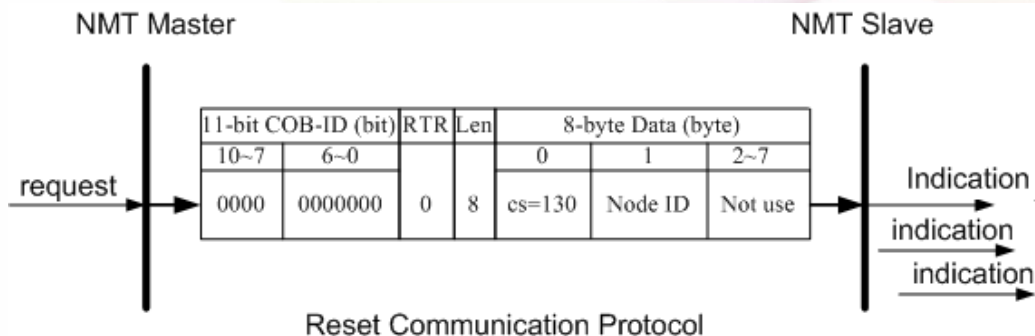 NMT Master NMT Slave
11-bit COB-ID (bit) RTR Len 8-byte Data (byte)
10~7 6~0 0 1 2~7
request 0000 0000000 0 8 cs=130 Node ID Not use Indication
indication
indication
Reset Communication Protocol